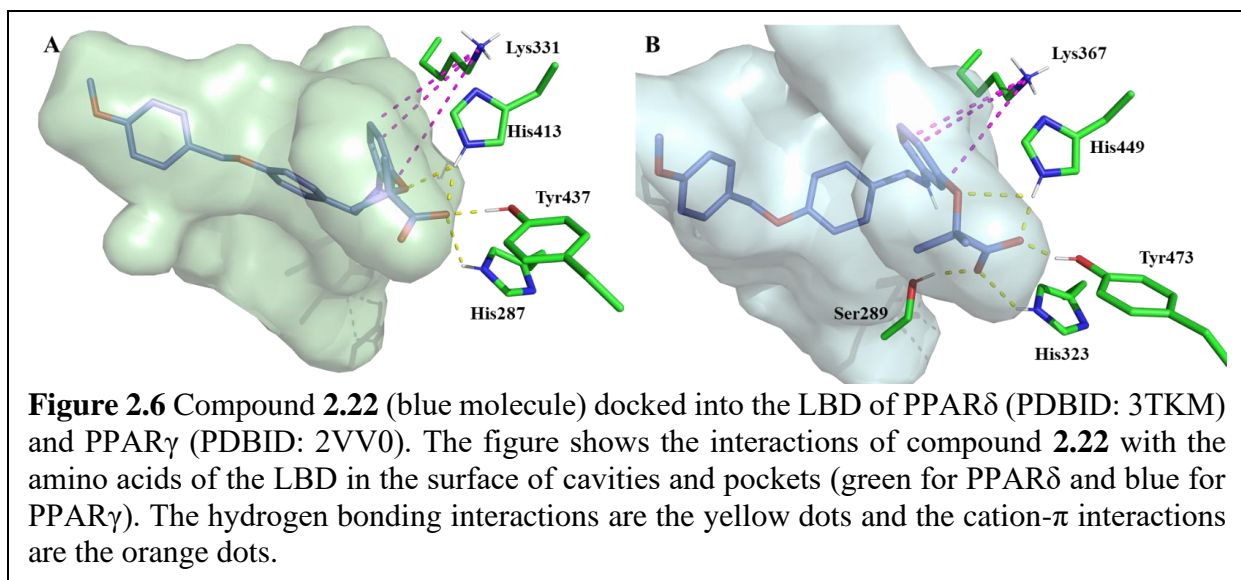 A
Lys331
His413
Tyr437
His287
B
Lys367
His449
Tyr473
Ser289
His323
Figure 2.6 Compound 2.22 (blue molecule) docked into the LBD of PPARδ (PDBID: 3TKM)
and PPARγ (PDBID: 2VV0). The figure shows the interactions of compound 2.22 with the
amino acids of the LBD in the surface of cavities and pockets (green for PPARδ and blue for
PPARγ). The hydrogen bonding interactions are the yellow dots and the cation-π interactions
are the orange dots.